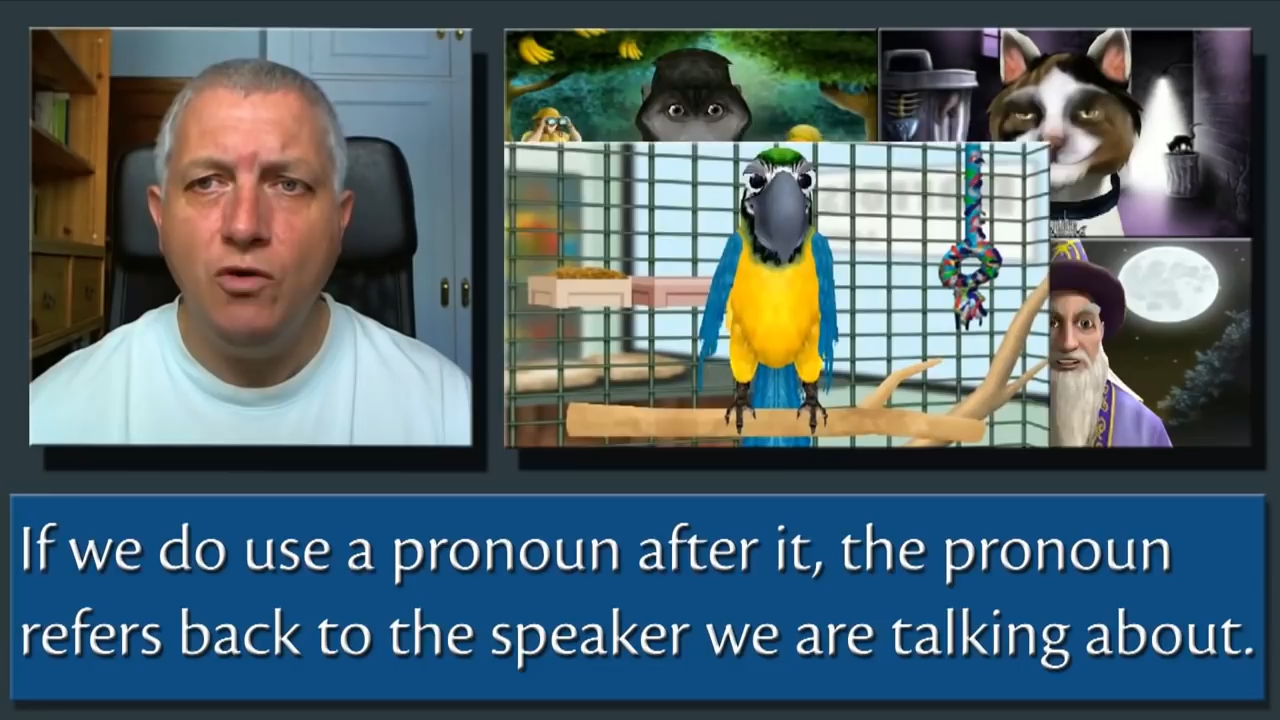 If we do use a pronoun after it, the pronoun
refers back to the speaker we are talking about.